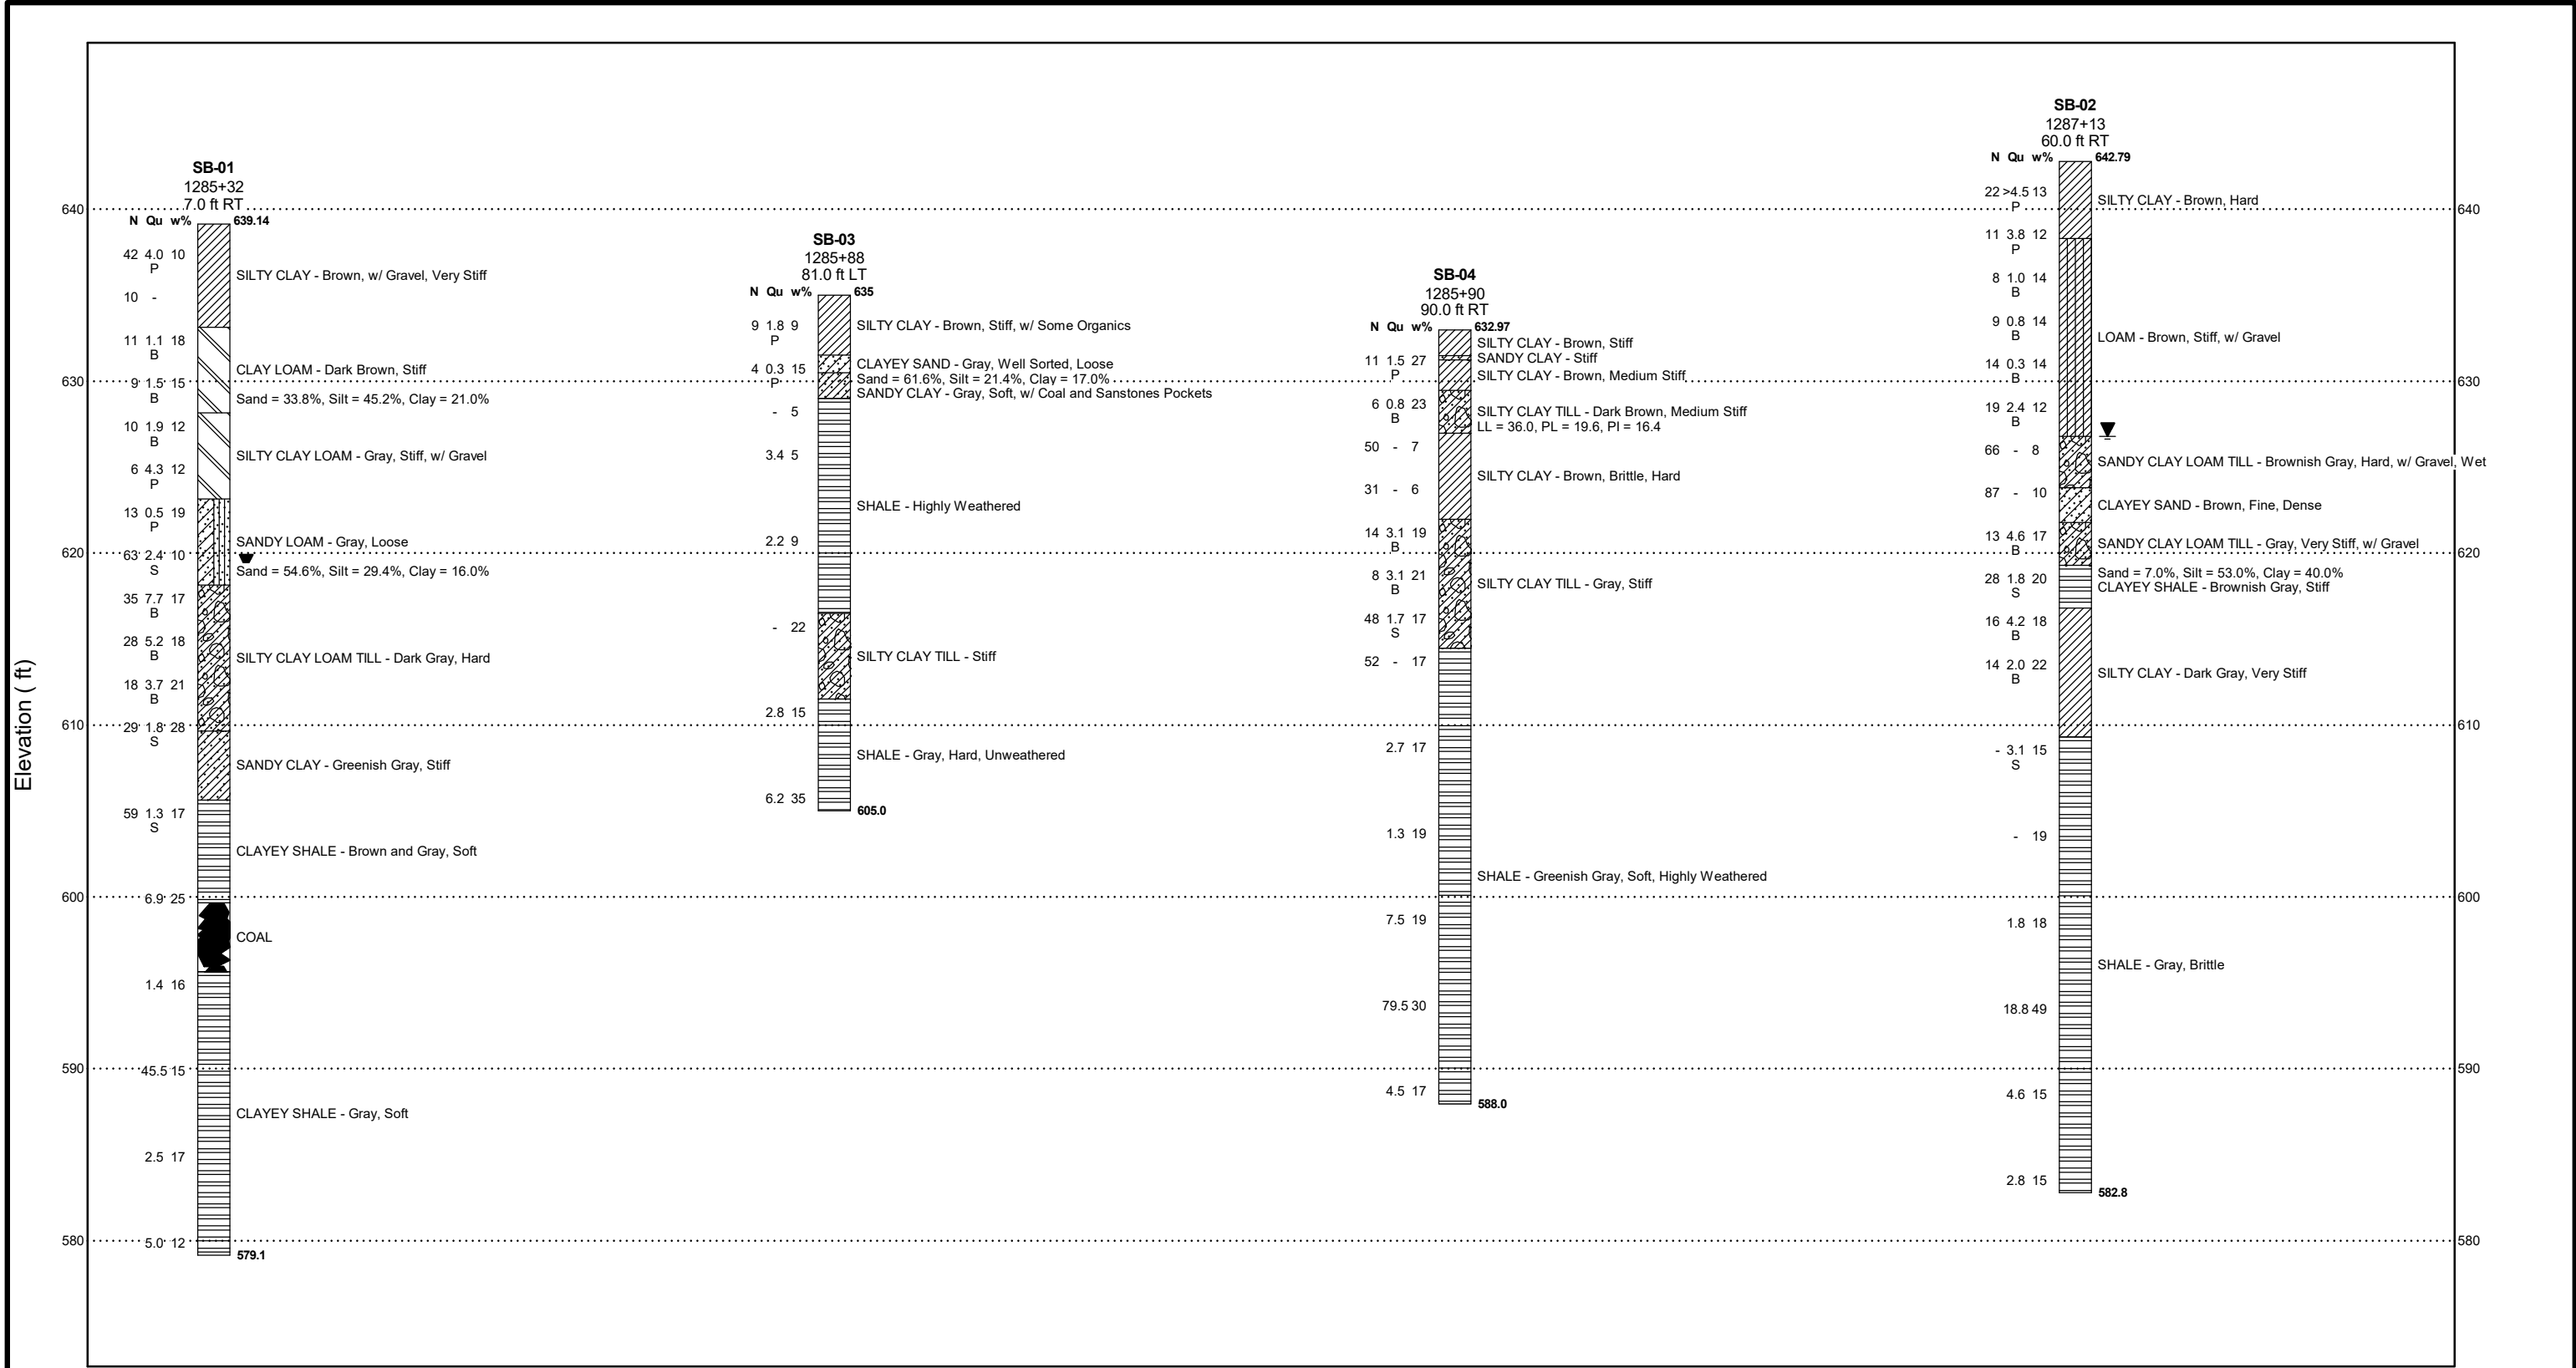 SB-02
1287+13
60.0 ft RT
N Qu w%
642.79
22 >4.5 13
P
SILTY CLAY - Brown, Hard
11 3.8 12
P
8 1.0 14
B
9 0.8 14
B
LOAM - Brown, Stiff, w/ Gravel
14 0.3 14
B
19 2.4 12
B
66 - 8
SANDY CLAY LOAM TILL - Brownish Gray, Hard, w/ Gravel, Wet
87 - 10
CLAYEY SAND - Brown, Fine, Dense
13 4.6 17
B
SANDY CLAY LOAM TILL - Gray, Very Stiff, w/ Gravel
Sand = 7.0%, Silt = 53.0%, Clay = 40.0%
28 1.8 20
S
CLAYEY SHALE - Brownish Gray, Stiff
16 4.2 18
B
14 2.0 22
B
SILTY CLAY - Dark Gray, Very Stiff
- 3.1 15
S
- 19
1.8 18
SHALE - Gray, Brittle
18.8 49
4.6 15
2.8 15
582.8
SB-01
1285+32
7.0 ft RT
N Qu w%
639.14
42 4.0 10
P
SILTY CLAY - Brown, w/ Gravel, Very Stiff
10 -
11 1.1 18
B
CLAY LOAM - Dark Brown, Stiff
9 1.5 15
B
Sand = 33.8%, Silt = 45.2%, Clay = 21.0%
10 1.9 12
B
SILTY CLAY LOAM - Gray, Stiff, w/ Gravel
6 4.3 12
P
13 0.5 19
P
SANDY LOAM - Gray, Loose
63 2.4 10
S
Sand = 54.6%, Silt = 29.4%, Clay = 16.0%
35 7.7 17
B
28 5.2 18
B
SILTY CLAY LOAM TILL - Dark Gray, Hard
18 3.7 21
B
29 1.8 28
S
SANDY CLAY - Greenish Gray, Stiff
59 1.3 17
S
CLAYEY SHALE - Brown and Gray, Soft
6.9 25
COAL
1.4 16
45.5 15
CLAYEY SHALE - Gray, Soft
2.5 17
5.0 12
579.1
SB-03
1285+88
81.0 ft LT
N Qu w%
635
9 1.8 9
P
SILTY CLAY - Brown, Stiff, w/ Some Organics
CLAYEY SAND - Gray, Well Sorted, Loose
4 0.3 15
P
Sand = 61.6%, Silt = 21.4%, Clay = 17.0%
SANDY CLAY - Gray, Soft, w/ Coal and Sanstones Pockets
- 5
3.4 5
SHALE - Highly Weathered
2.2 9
- 22
SILTY CLAY TILL - Stiff
2.8 15
SHALE - Gray, Hard, Unweathered
6.2 35
605.0
SB-04
1285+90
90.0 ft RT
N Qu w%
632.97
SILTY CLAY - Brown, Stiff
SANDY CLAY - Stiff
11 1.5 27
P
SILTY CLAY - Brown, Medium Stiff
6 0.8 23
B
SILTY CLAY TILL - Dark Brown, Medium Stiff
LL = 36.0, PL = 19.6, PI = 16.4
50 - 7
SILTY CLAY - Brown, Brittle, Hard
31 - 6
14 3.1 19
B
8 3.1 21
B
SILTY CLAY TILL - Gray, Stiff
48 1.7 17
S
52 - 17
2.7 17
1.3 19
SHALE - Greenish Gray, Soft, Highly Weathered
7.5 19
79.5 30
4.5 17
588.0
Elevation ( ft)
640
630
620
610
600
590
580
640
630
620
610
600
590
580